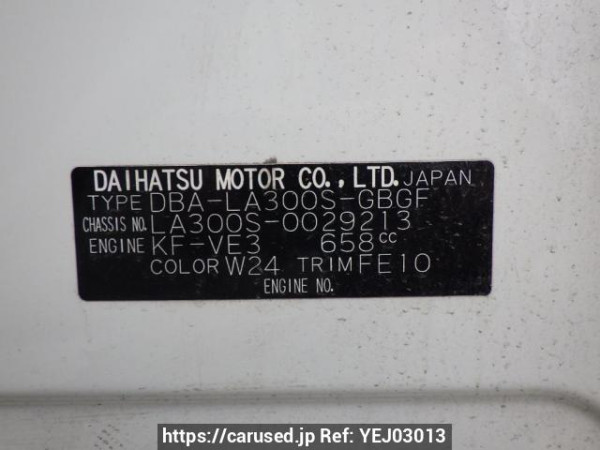 DAIHATSU MOTOR CO., LTD. JAPAN
TYPE DBA-LA300S-GBGF
CHASSIS NO. LA300S-0029213
ENGINE KF-VE3 658cc
COLOR W24 TRIM FE10
ENGINE NO.
https://carused.jp Ref: YEJ03013